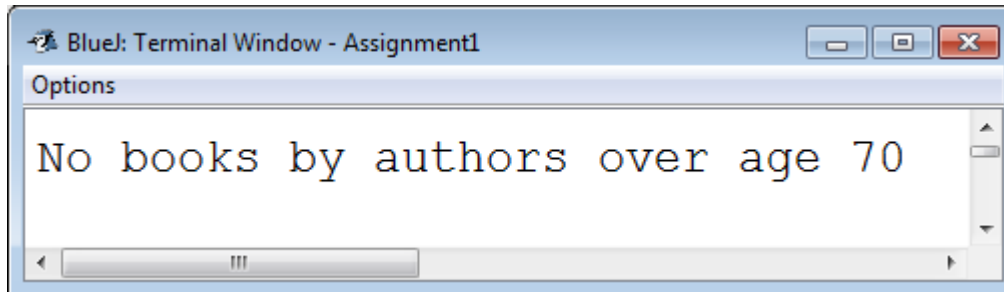 BlueJ: Terminal Window - Assignment1
Options
No books by authors over age 70